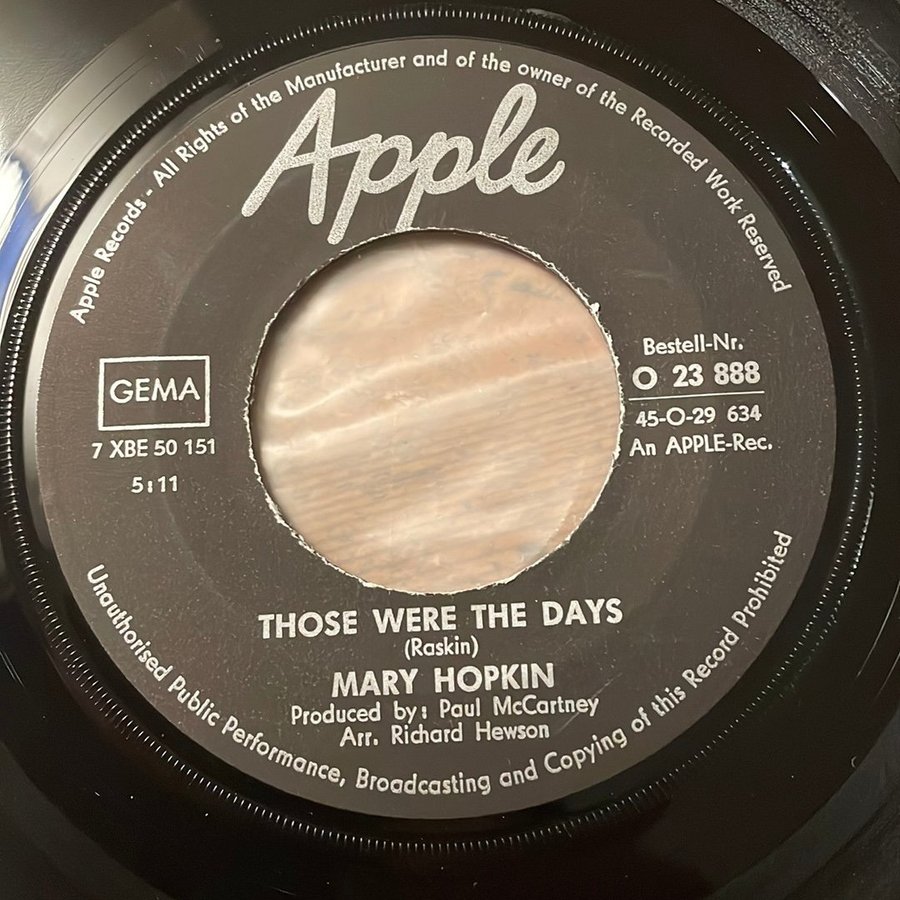 Apple Records - All Rights of the Manufacturer and of the owner of the Recorded Work Reserved
Apple
GEMA
7 XBE 50 151
5:11
Bestell-Nr.
O 23 888
45-O-29 634
An APPLE-Rec.
THOSE WERE THE DAYS
(Raskin)
MARY HOPKIN
Produced by: Paul McCartney
Arr. Richard Hewson
Unauthorised Public Performance, Broadcasting and Copying of this Record Prohibited